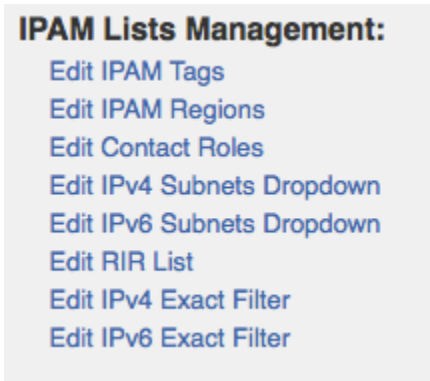 IPAM Lists Management:
Edit IPAM Tags
Edit IPAM Regions
Edit Contact Roles
Edit IPv4 Subnets Dropdown
Edit IPv6 Subnets Dropdown
Edit RIR List
Edit IPv4 Exact Filter
Edit IPv6 Exact Filter